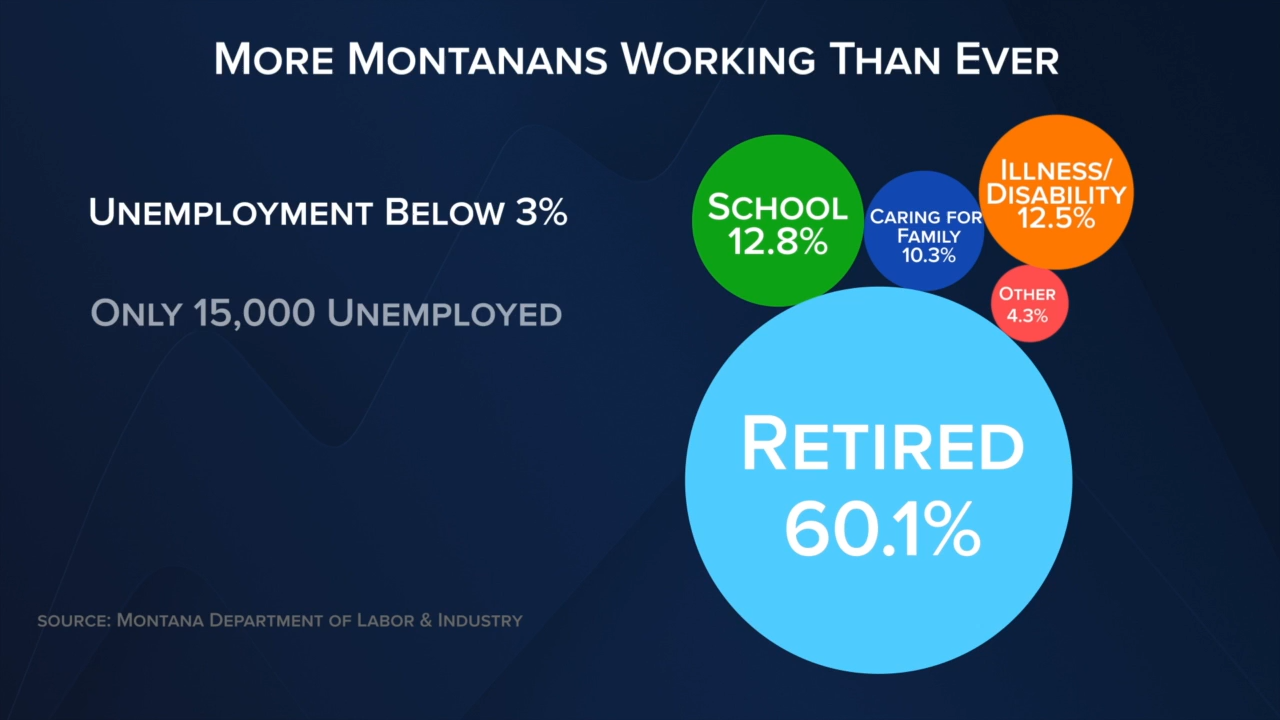 More Montanans Working Than Ever
Unemployment Below 3%
Only 15,000 Unemployed
School
12.8%
Caring for
Family
10.3%
Illness/
Disability
12.5%
Other
4.3%
Retired
60.1%
source: Montana Department of Labor & Industry